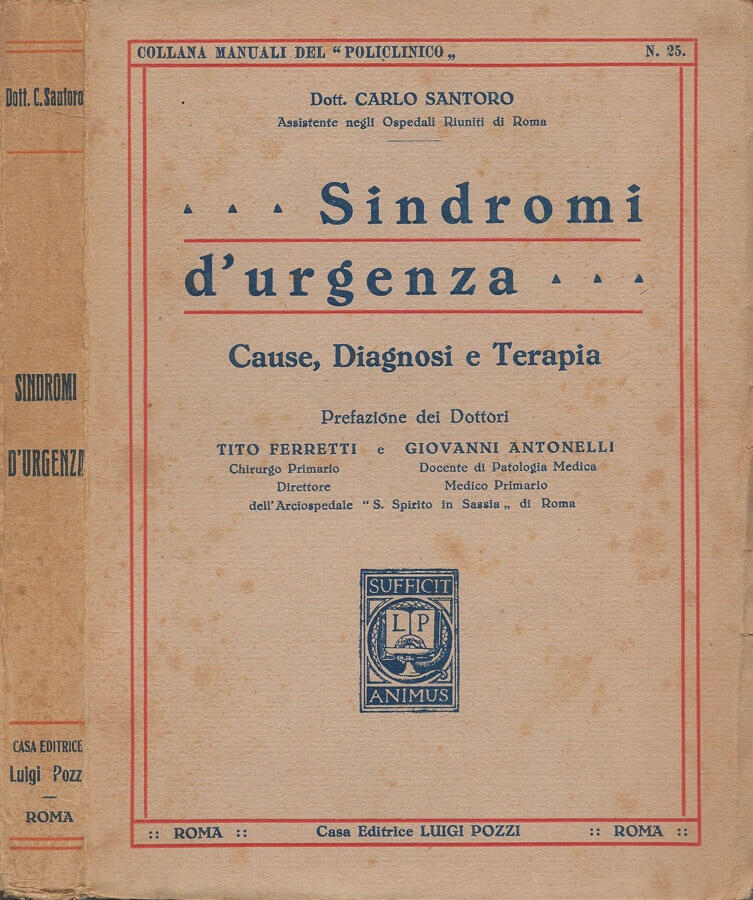 Dott. C. Santoro
SINDROMI
D'URGENZA
CASA EDITRICE
Luigi Pozz
ROMA
COLLANA MANUALI DEL “ POLICLINICO „
N. 25.
Dott. CARLO SANTORO
Assistente negli Ospedali Riuniti di Roma
Sindromi
d'urgenza
Cause, Diagnosi e Terapia
Prefazione dei Dottori
TITO FERRETTI e GIOVANNI ANTONELLI
Chirurgo Primario Docente di Patologia Medica
Direttore Medico Primario
dell'Arciospedale “ S. Spirito in Sassia „ di Roma
SUFFICIT
L P
ANIMUS
:: ROMA :: Casa Editrice LUIGI POZZI :: ROMA ::